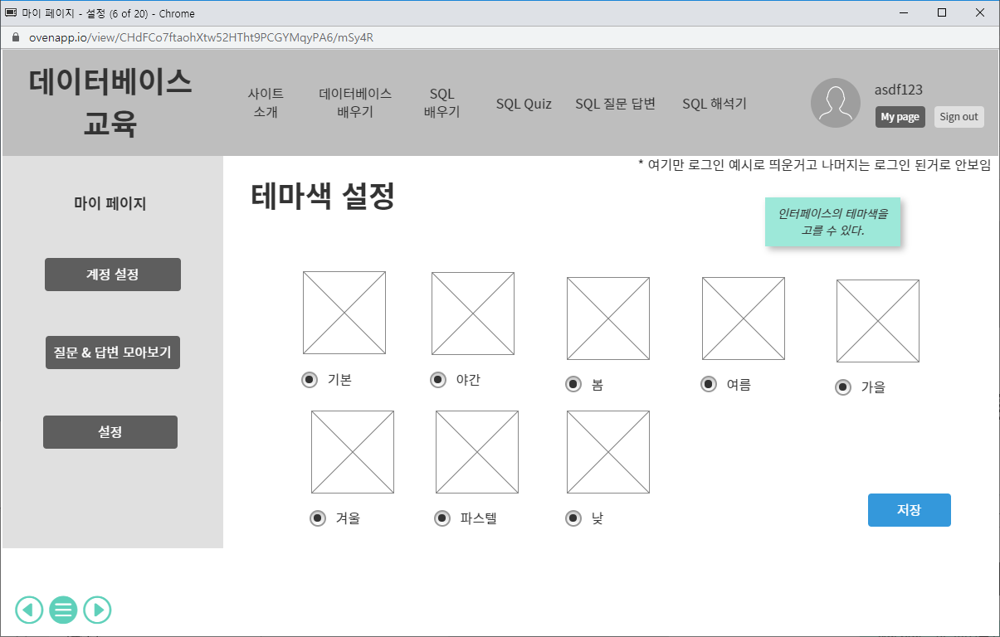 마이 페이지 - 설정 (6 of 20) - Chrome
ovenapp.io/view/CHdFCo7ftaohXtw52HTht9PCGYMqyPA6/mSy4R
데이터베이스
교육
사이트
소개
데이터베이스
배우기
SQL
배우기
SQL Quiz
SQL 질문 답변
SQL 해석기
asdf123
My page
Sign out
* 여기만 로그인 예시로 띄운거고 나머지는 로그인 된거로 안보임
마이 페이지
계정 설정
질문 & 답변 모아보기
설정
테마색 설정
인터페이스의 테마색을
고를 수 있다.
기본
야간
봄
여름
가을
겨울
파스텔
낮
저장